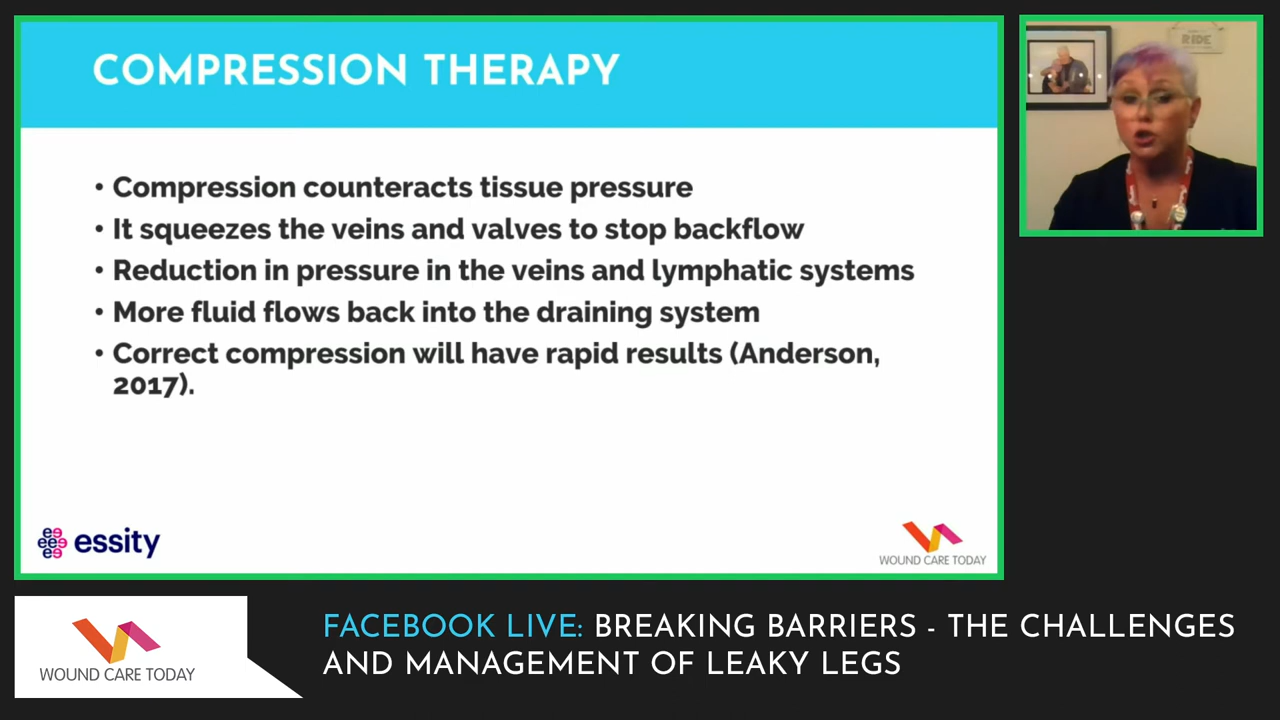 COMPRESSION THERAPY
• Compression counteracts tissue pressure
• It squeezes the veins and valves to stop backflow
• Reduction in pressure in the veins and lymphatic systems
• More fluid flows back into the draining system
• Correct compression will have rapid results (Anderson,
2017).
essity
WOUND CARE TODAY
RIDE
WOUND CARE TODAY
FACEBOOK LIVE: BREAKING BARRIERS - THE CHALLENGES
AND MANAGEMENT OF LEAKY LEGS